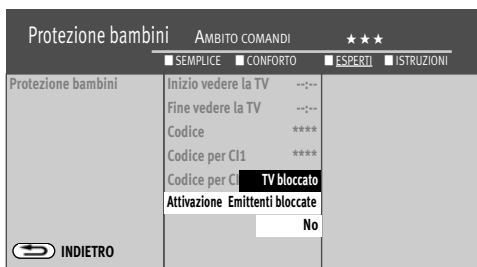 Protezione bambini AMBITO COMANDI ★★★
SEMPLICE CONFORTO ESPERTI ISTRUZIONI
Protezione bambini Inizio vedere la TV --:--
Fine vedere la TV --:--
Codice ****
Codice per CI1 ****
Codice per CI TV bloccato
Attivazione Emittenti bloccate
No
INDIETRO